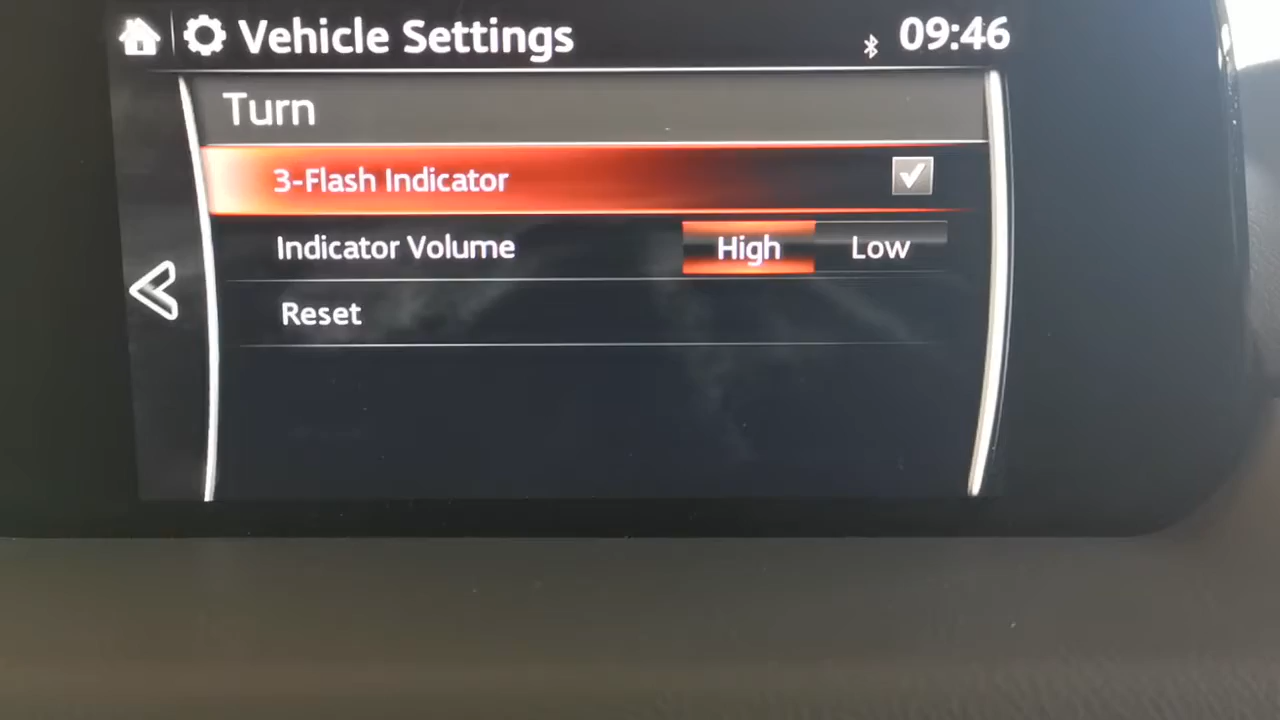 Vehicle Settings 09:46
Turn
3-Flash Indicator
Indicator Volume High Low
Reset